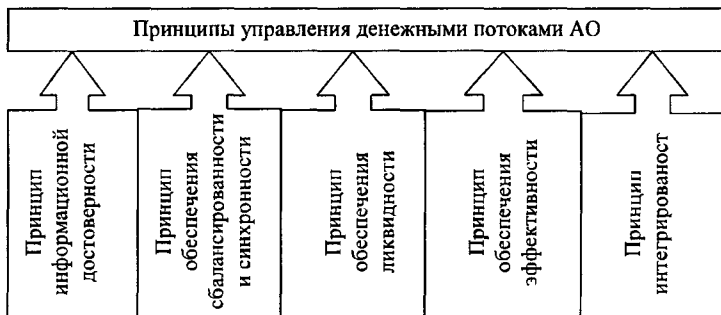 Принципы управления денежными потоками АО
Принцип
информационной
достоверности
Принцип
обеспечения
сбалансированности
и синхронности
Принцип
обеспечения
ликвидности
Принцип
обеспечения
эффективности
Принцип
интегрированост